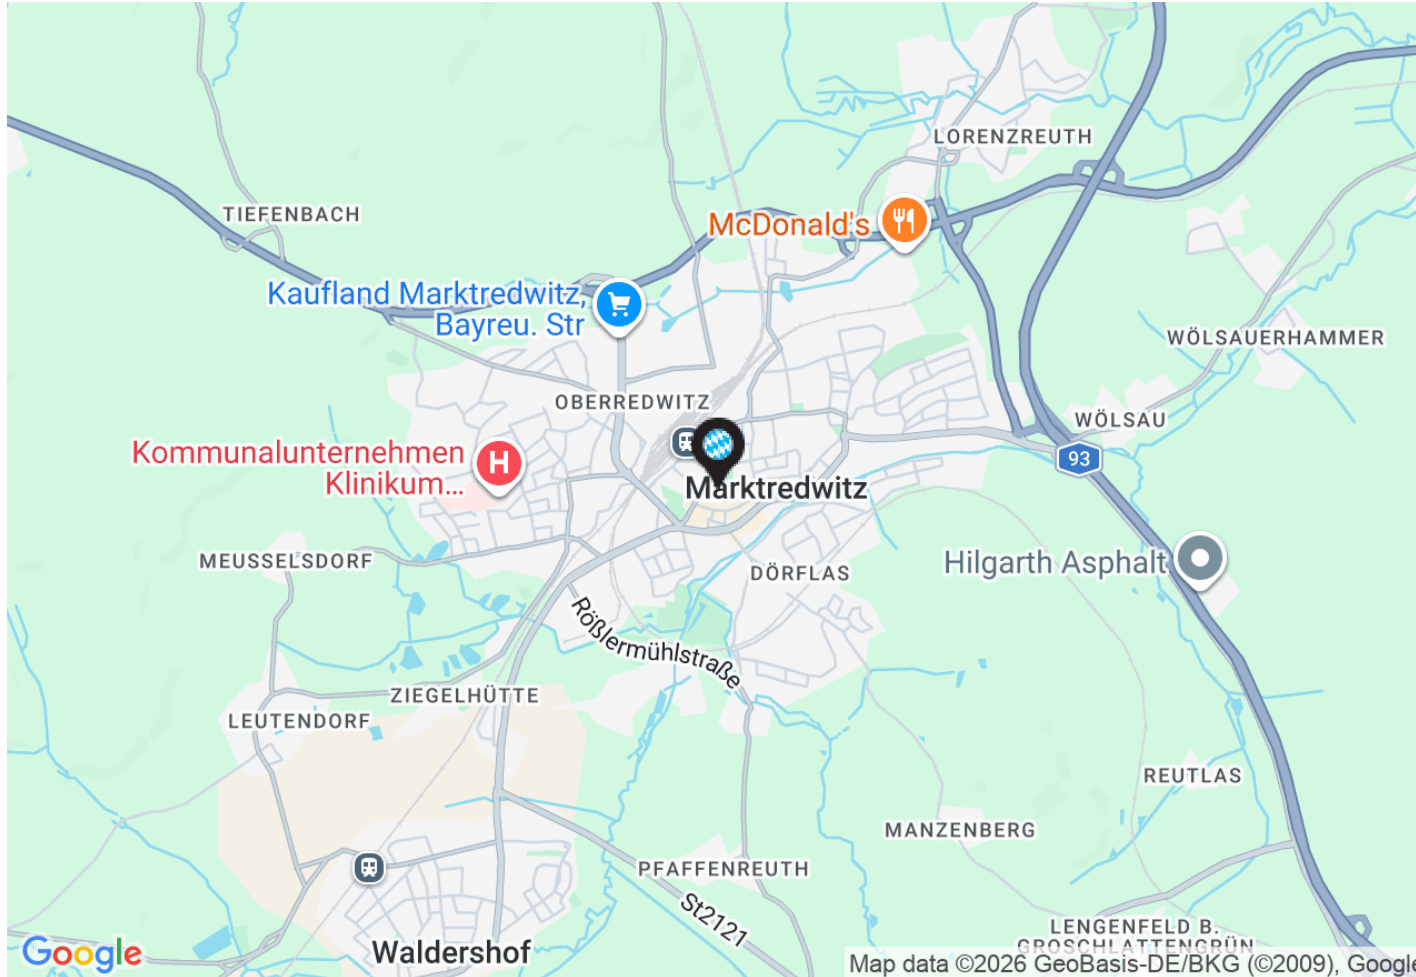 LORENZREUTH
TIEFENBACH
McDonald's
Kaufland Marktredwitz,
Bayreu. Str
WÖLSAUERHAMMER
OBERREDWITZ
WÖLSAU
Kommunalunternehmen
Klinikum...
H
93
Marktredwitz
MEUSSELSDORF
DÖRFLAS
Hilgarth Asphalt
Rößlermühlstraße
ZIEGELHÜTTE
LEUTENDORF
REUTLAS
MANZENBERG
PFAFFENREUTH
St2121
LENGENFELD B.
GROSCHLATTENGRÜN
Waldershof
Google
Map data ©2026 GeoBasis-DE/BKG (©2009), Google